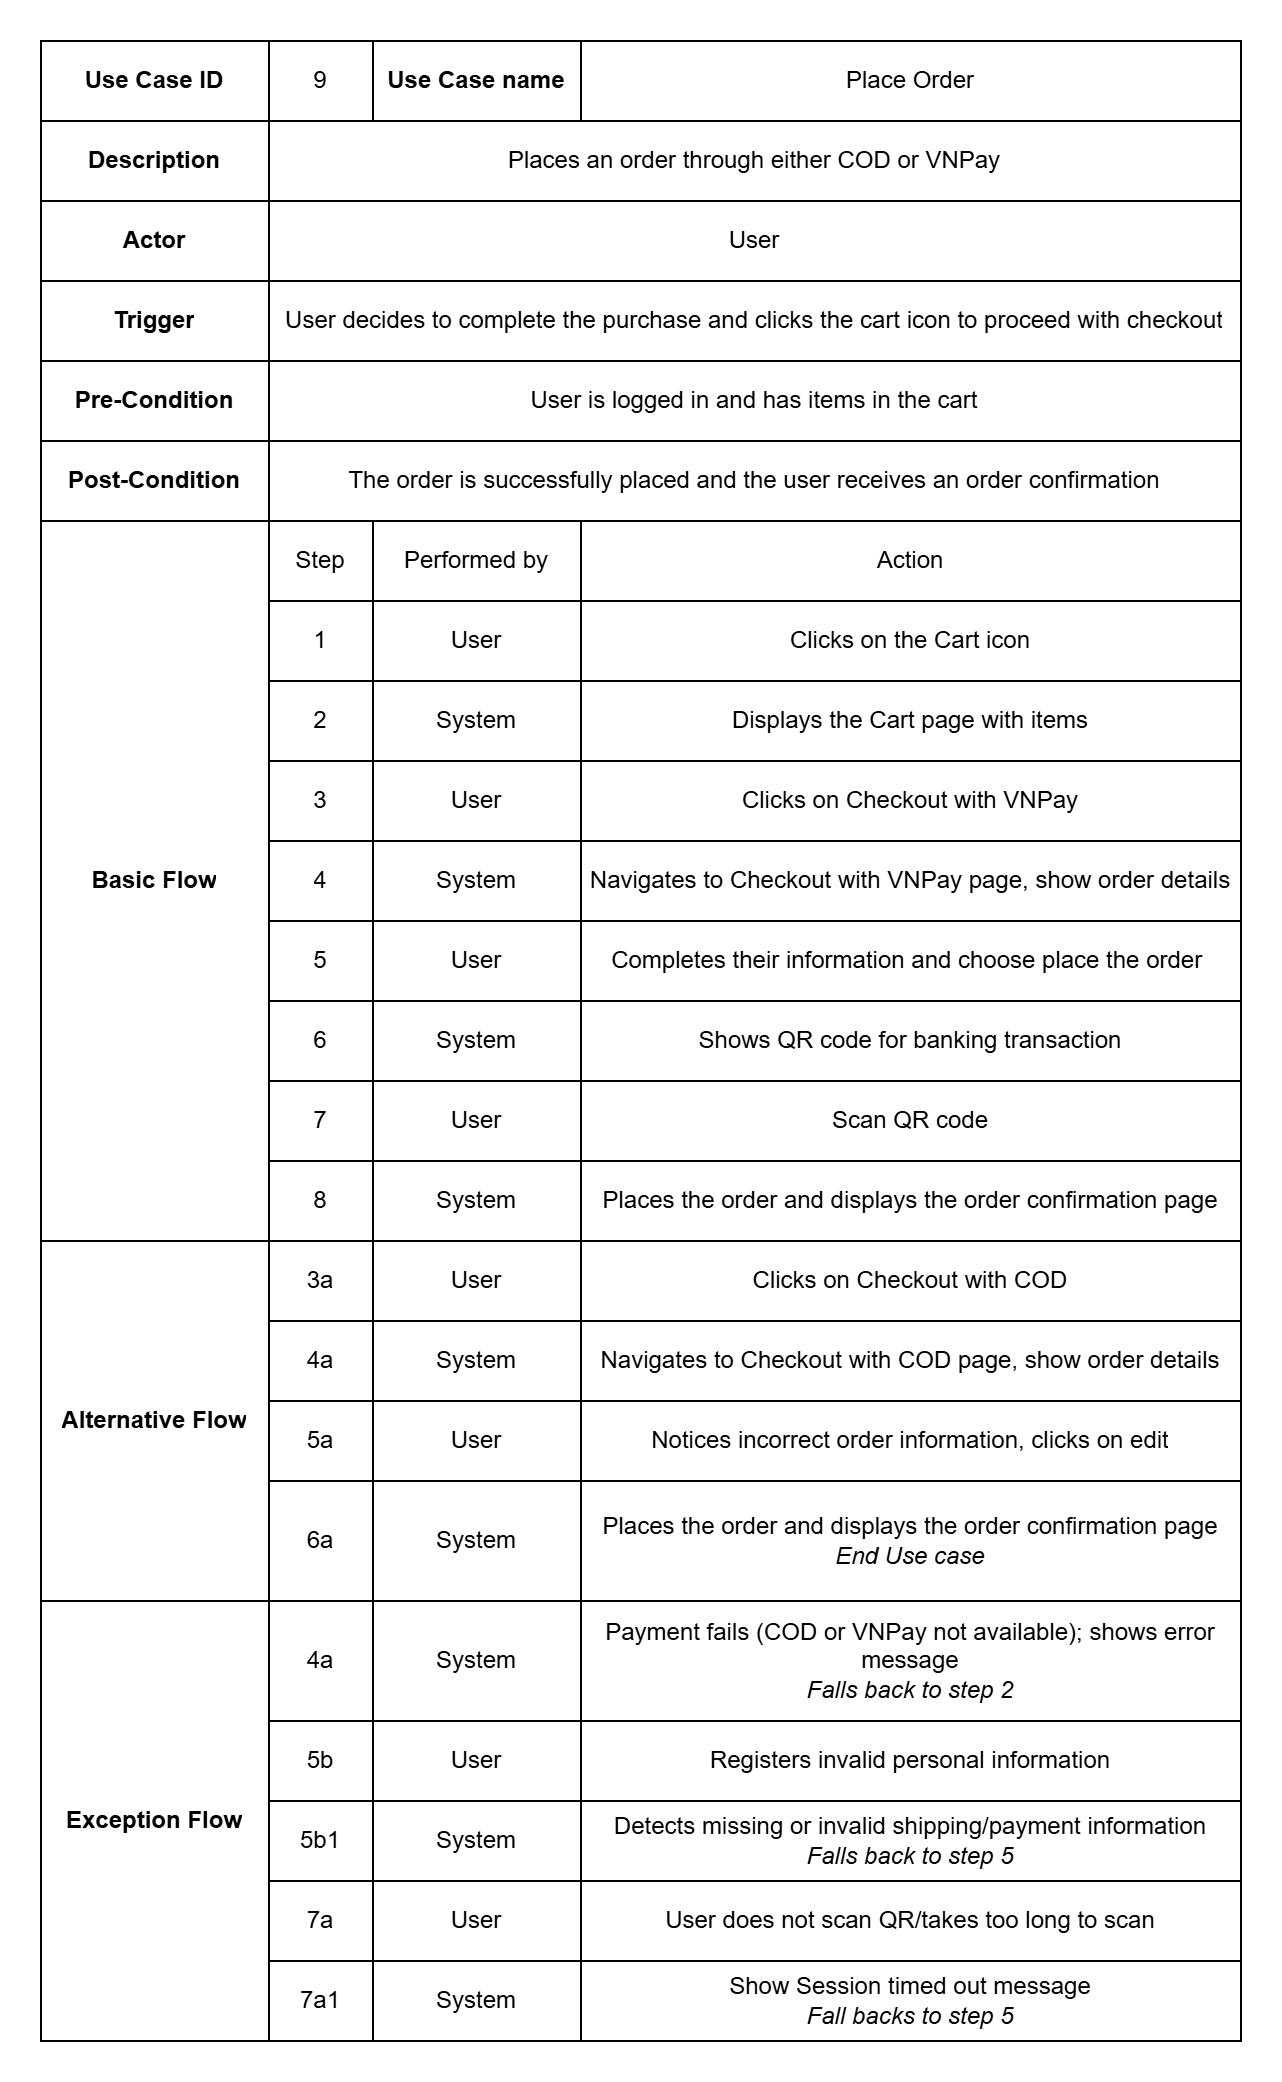 Use Case ID 9 Use Case name Place Order
Description Places an order through either COD or VNPay
Actor User
Trigger User decides to complete the purchase and clicks the cart icon to proceed with checkout
Pre-Condition User is logged in and has items in the cart
Post-Condition The order is successfully placed and the user receives an order confirmation
Basic Flow
Step Performed by Action
1 User Clicks on the Cart icon
2 System Displays the Cart page with items
3 User Clicks on Checkout with VNPay
4 System Navigates to Checkout with VNPay page, show order details
5 User Completes their information and choose place the order
6 System Shows QR code for banking transaction
7 User Scan QR code
8 System Places the order and displays the order confirmation page
Alternative Flow
3a User Clicks on Checkout with COD
4a System Navigates to Checkout with COD page, show order details
5a User Notices incorrect order information, clicks on edit
6a System Places the order and displays the order confirmation page
End Use case
Exception Flow
4a System Payment fails (COD or VNPay not available); shows error
message
Falls back to step 2
5b User Registers invalid personal information
5b1 System Detects missing or invalid shipping/payment information
Falls back to step 5
7a User User does not scan QR/takes too long to scan
7a1 System Show Session timed out message
Fall backs to step 5